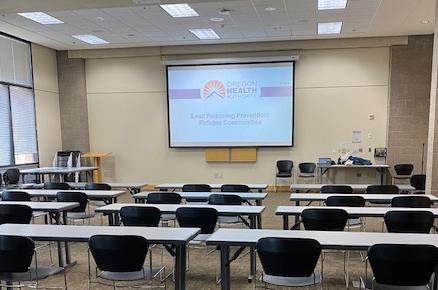 OREGON
HEALTH
AUTHORITY
Lead Poisoning Prevention:
Refugee Communities